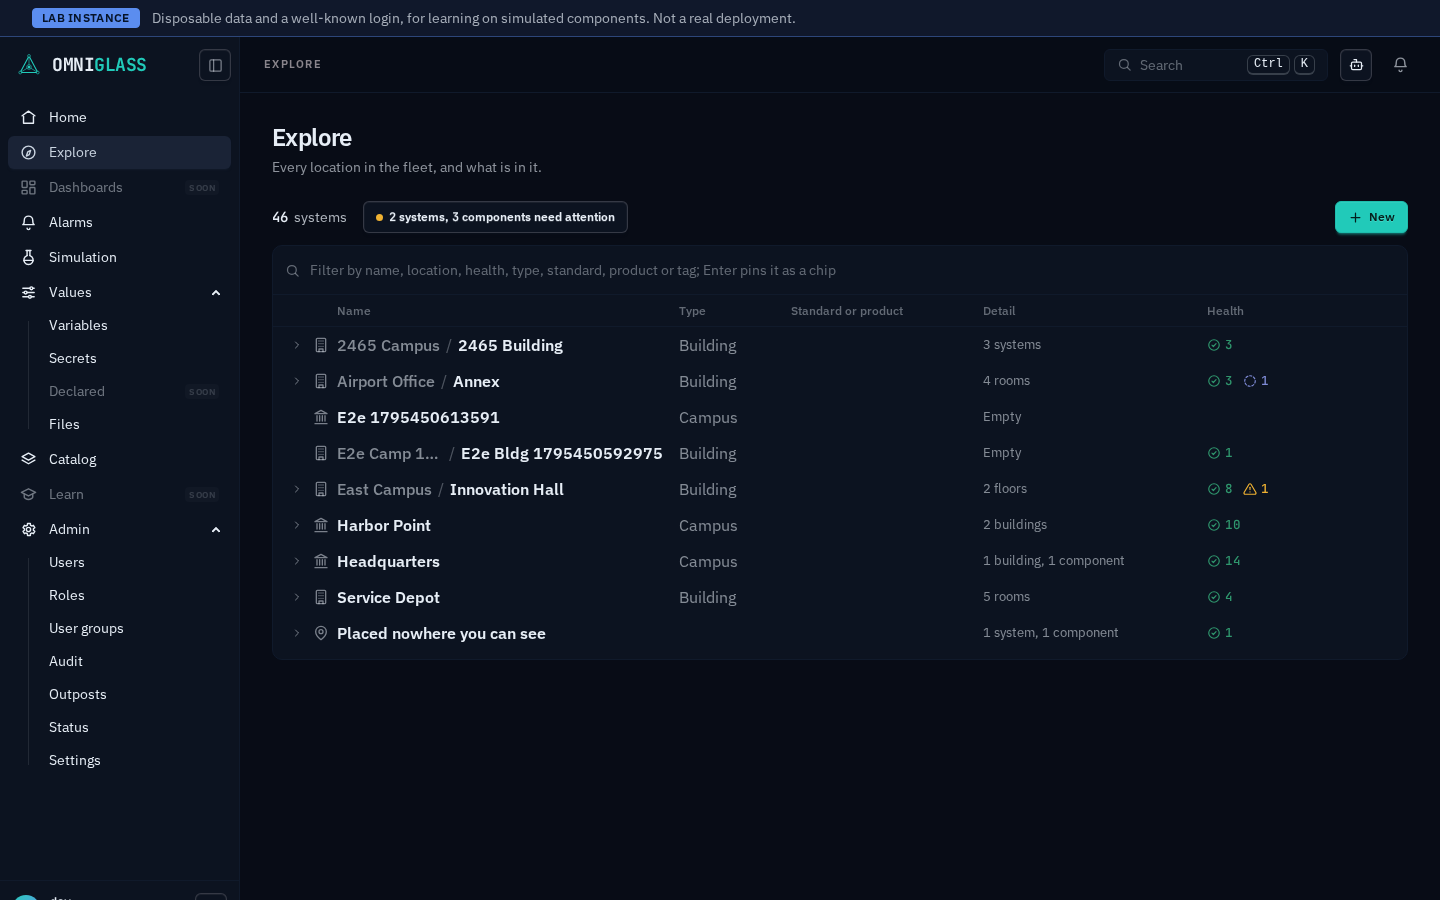 LAB INSTANCE Disposable data and a well-known login, for learning on simulated components. Not a real deployment.
OMNIGLASS
EXPLORE
Search Ctrl K
Home
Explore
Dashboards SOON
Alarms
Simulation
Values
Variables
Secrets
Declared SOON
Files
Catalog
Learn SOON
Admin
Users
Roles
User groups
Audit
Outposts
Status
Settings
Explore
Every location in the fleet, and what is in it.
46 systems 2 systems, 3 components need attention New
Filter by name, location, health, type, standard, product or tag; Enter pins it as a chip
Name Type Standard or product Detail Health
2465 Campus / 2465 Building Building 3 systems 3
Airport Office / Annex Building 4 rooms 3 1
E2e 1795450613591 Campus Empty
E2e Camp 1... / E2e Bldg 1795450592975 Building Empty 1
East Campus / Innovation Hall Building 2 floors 8 1
Harbor Point Campus 2 buildings 10
Headquarters Campus 1 building, 1 component 14
Service Depot Building 5 rooms 4
Placed nowhere you can see 1 system, 1 component 1